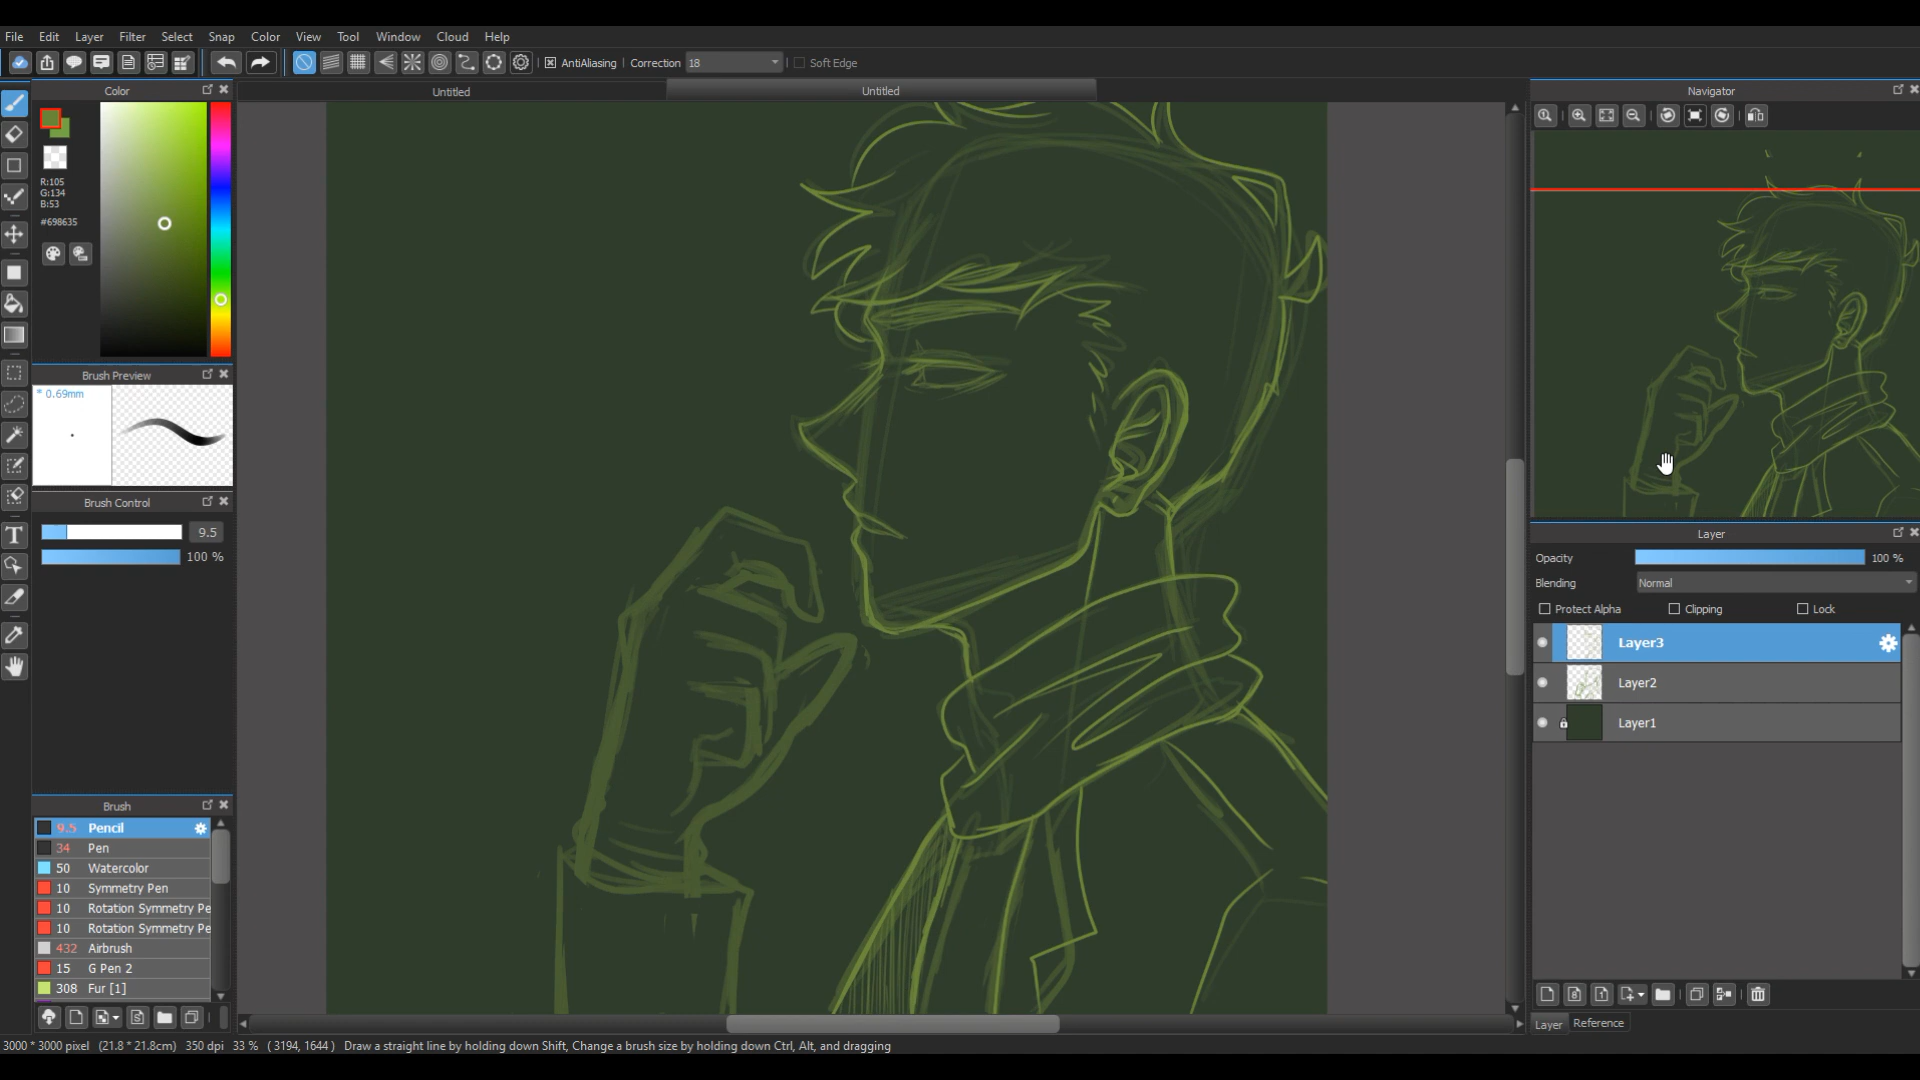 File Edit Layer Filter Select Snap Color View Tool Window Cloud Help
AntiAliasing Correction 18 Soft Edge
Color
Untitled
Untitled
Navigator
R:105
G:134
B:53
#698635
Brush Preview
* 0.69mm
Brush Control
9.5
100 %
Layer
Opacity 100 %
Blending Normal
Protect Alpha Clipping Lock
Layer3
Layer2
Layer1
Brush
9.5 Pencil
34 Pen
50 Watercolor
10 Symmetry Pen
10 Rotation Symmetry Pe
10 Rotation Symmetry Pe
432 Airbrush
15 G Pen 2
308 Fur [1]
Layer Reference
3000 * 3000 pixel (21.8 * 21.8cm) 350 dpi 33 % ( 3194, 1644 ) Draw a straight line by holding down Shift, Change a brush size by holding down Ctrl, Alt, and dragging